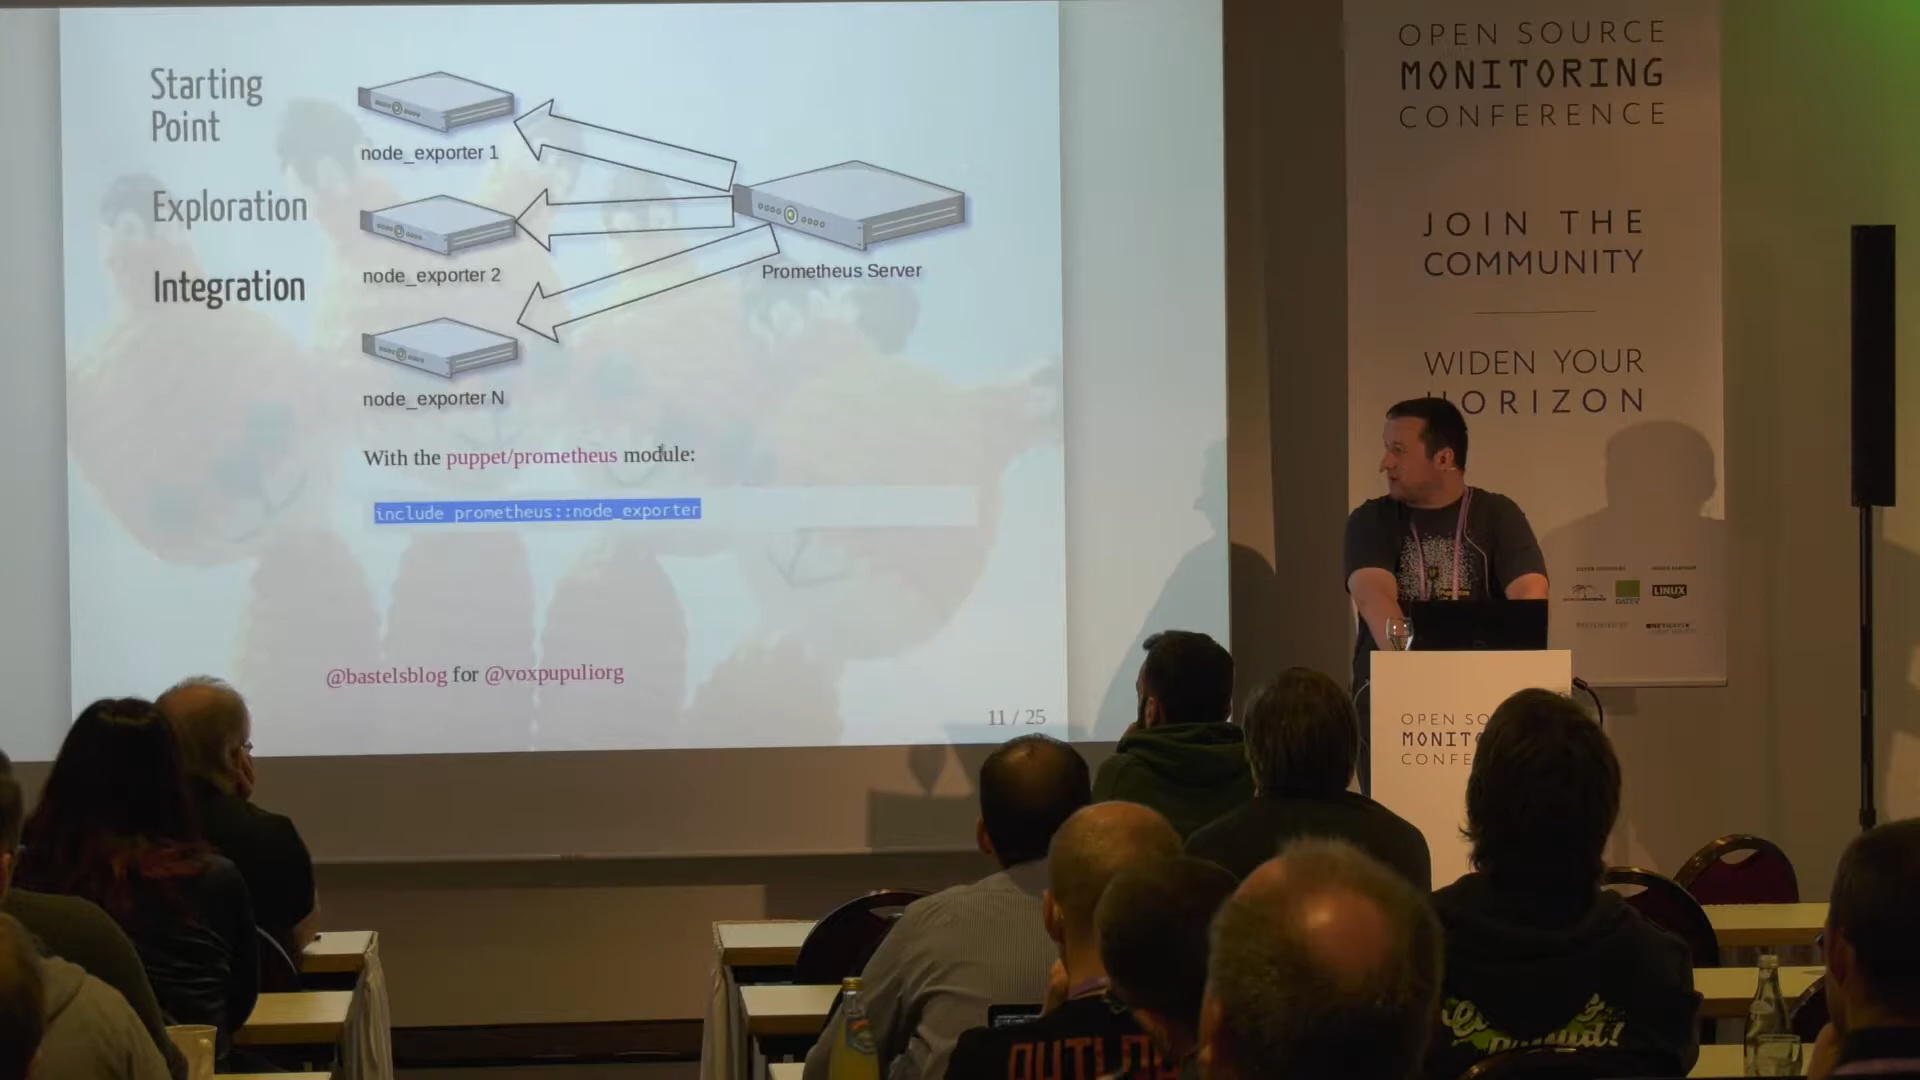 Starting
Point
Exploration
Integration
node_exporter 1
node_exporter 2
node_exporter N
Prometheus Server
With the puppet/prometheus module:
include prometheus::node_exporter
@bastelsblog for @voxpupuliorg
11 / 25
OPEN SOURCE
MONITORING
CONFERENCE
JOIN THE
COMMUNITY
WIDEN YOUR
HORIZON
LINUX
OPEN SO
MONIT
CONFE